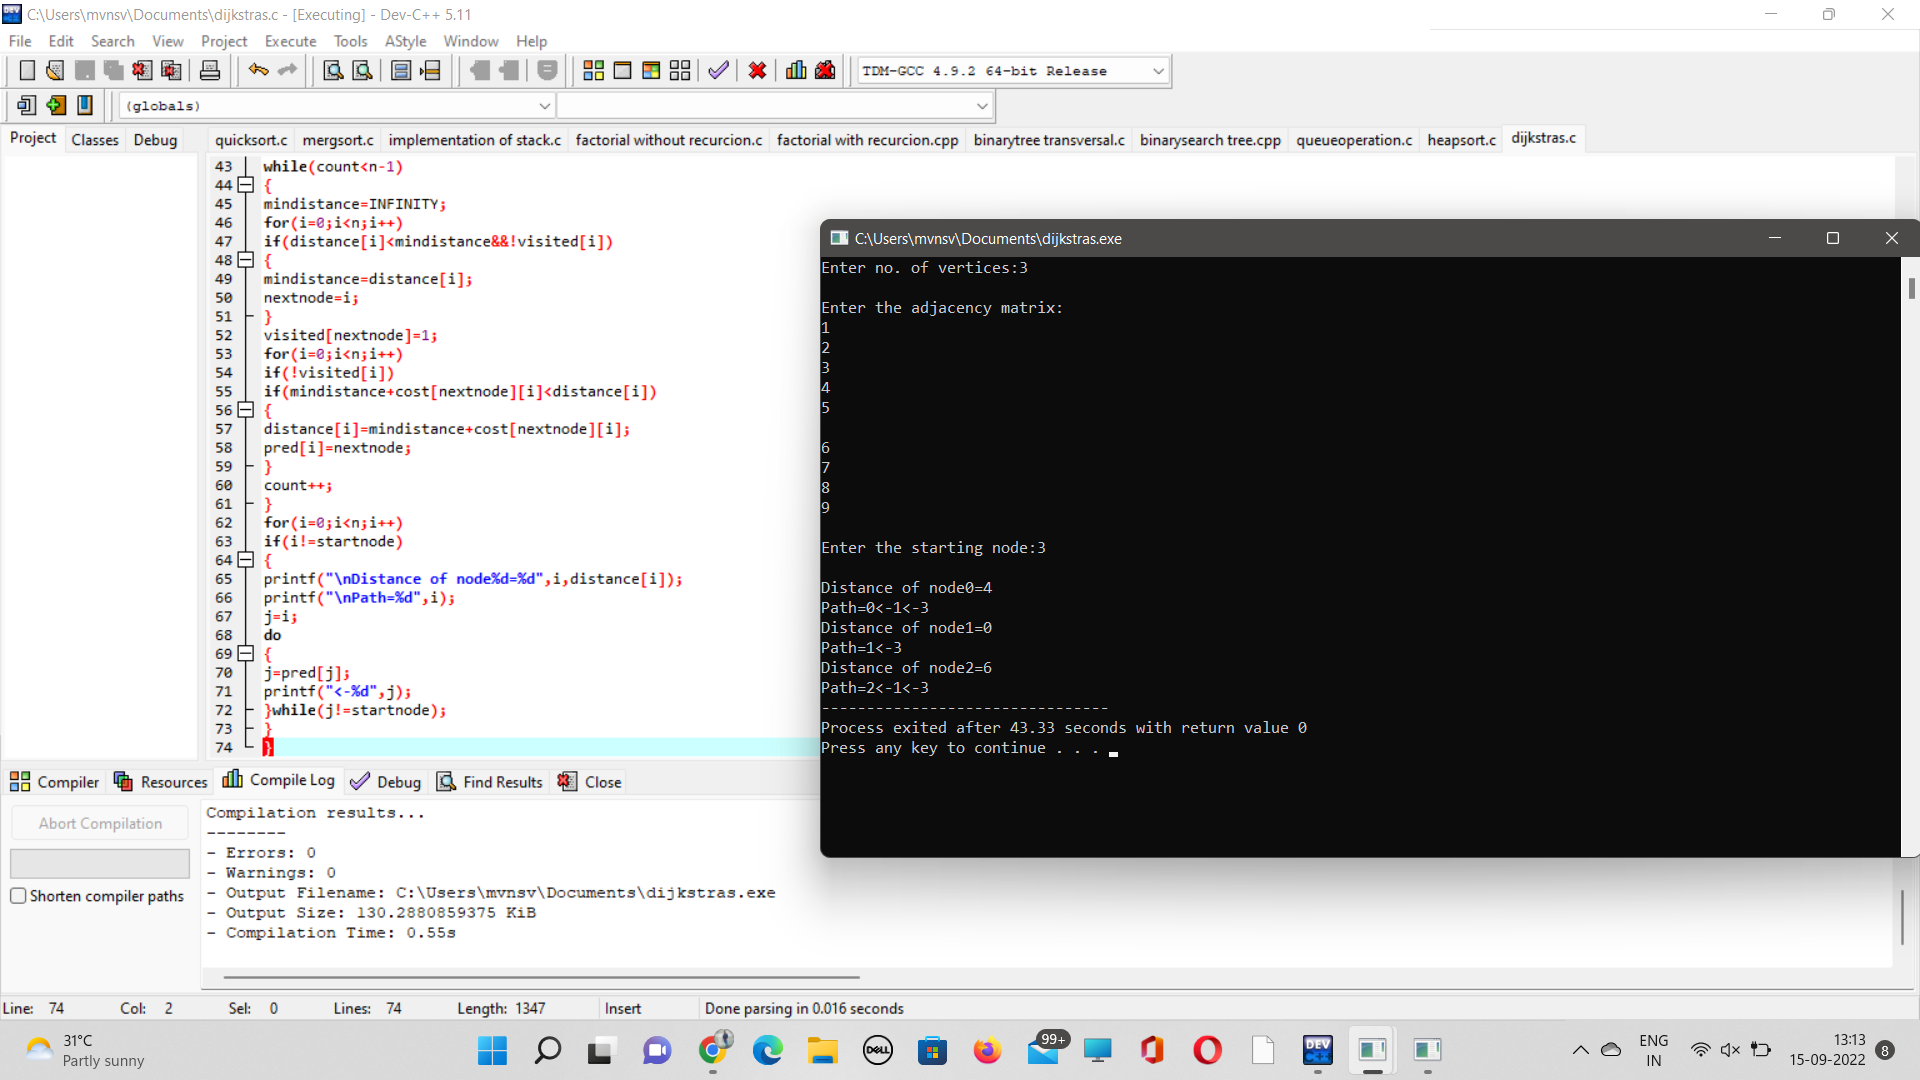 C:\Users\mvnsv\Documents\dijkstras.c - [Executing] - Dev-C++ 5.11
File Edit Search View Project Execute Tools AStyle Window Help
TDM-GCC 4.9.2 64-bit Release
(globals)
Project Classes Debug
quicksort.c mergsort.c implementation of stack.c factorial without recurcion.c factorial with recurcion.cpp binarytree transversal.c binarysearch tree.cpp queueoperation.c heapsort.c dijkstras.c
43 while(count<n-1)
44 {
45 mindistance=INFINITY;
46 for(i=0;i<n;i++)
47 if(distance[i]<mindistance&&!visited[i])
48 {
49 mindistance=distance[i];
50 nextnode=i;
51 }
52 visited[nextnode]=1;
53 for(i=0;i<n;i++)
54 if(!visited[i])
55 if(mindistance+cost[nextnode][i]<distance[i])
56 {
57 distance[i]=mindistance+cost[nextnode][i];
58 pred[i]=nextnode;
59 }
60 count++;
61 }
62 for(i=0;i<n;i++)
63 if(i!=startnode)
64 {
65 printf("\nDistance of node%d=%d",i,distance[i]);
66 printf("\nPath=%d",i);
67 j=i;
68 do
69 {
70 j=pred[j];
71 printf("<-%d",j);
72 }while(j!=startnode);
73 }
74 }
C:\Users\mvnsv\Documents\dijkstras.exe
Enter no. of vertices:3
Enter the adjacency matrix:
1
2
3
4
5
6
7
8
9
Enter the starting node:3
Distance of node0=4
Path=0<-1<-3
Distance of node1=0
Path=1<-3
Distance of node2=6
Path=2<-1<-3
--------------------------------
Process exited after 43.33 seconds with return value 0
Press any key to continue . . .
Compiler Resources Compile Log Debug Find Results Close
Abort Compilation
Shorten compiler paths
Compilation results...
--------
- Errors: 0
- Warnings: 0
- Output Filename: C:\Users\mvnsv\Documents\dijkstras.exe
- Output Size: 130.2880859375 KiB
- Compilation Time: 0.55s
Line: 74 Col: 2 Sel: 0 Lines: 74 Length: 1347 Insert Done parsing in 0.016 seconds
31°C
Partly sunny
DELL
99+
DEV
C++
ENG
IN
13:13
15-09-2022
8